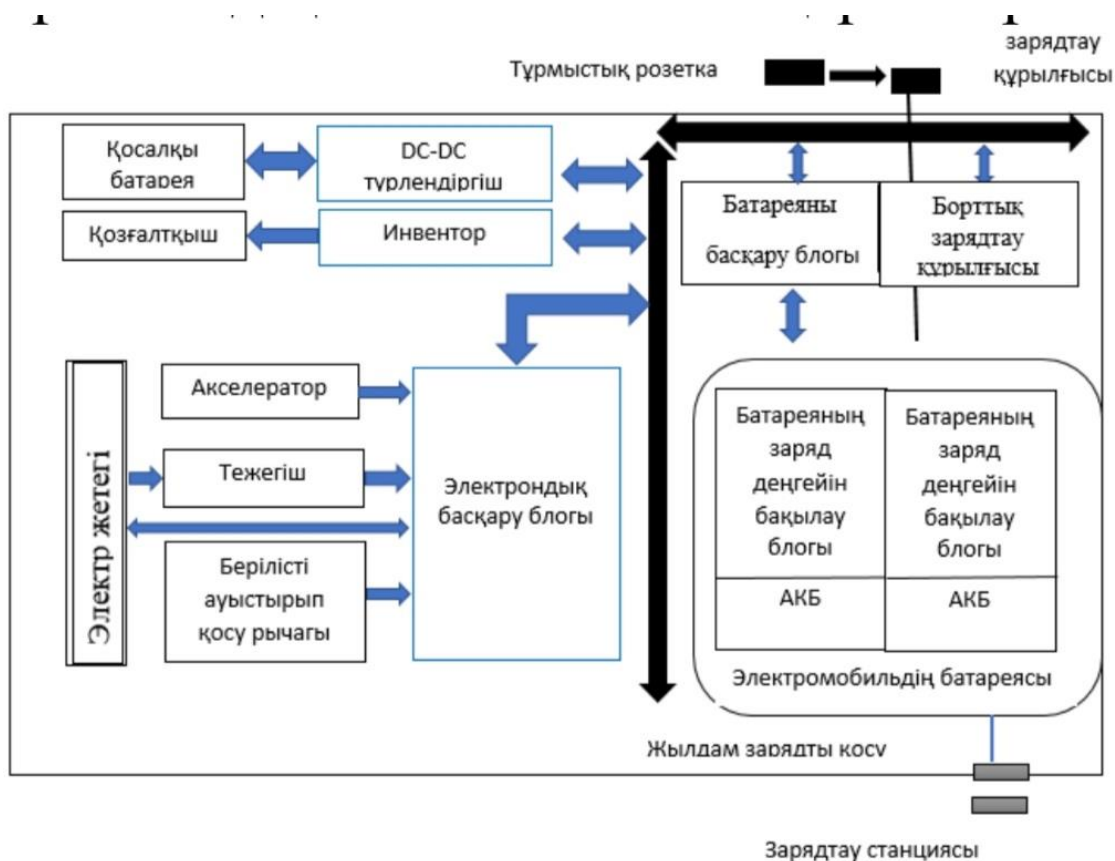 зарядтау
құрылғысы
Тұрмыстық розетка
Қосалқы
батарея
DC-DC
түрлендіргіш
Қозғалтқыш
Инвентор
Батареяны
басқару блогы
Борттық
зарядтау
құрылғысы
Электр жетегі
Акселератор
Тежегіш
Берілісті
ауыстырып
қосу рычагы
Электрондық
басқару блогы
Батареяның
заряд
деңгейін
бақылау
блогы
АКБ
Батареяның
заряд
деңгейін
бақылау
блогы
АКБ
Электромобильдің батареясы
Жылдам зарядты қосу
Зарядтау станциясы